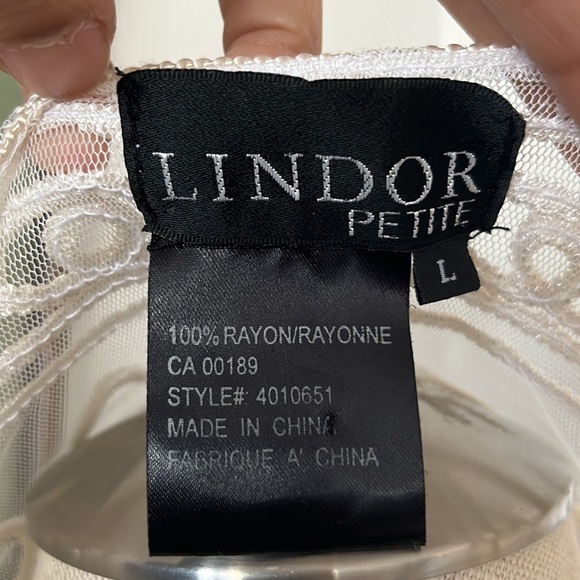 LINDOR
PETITE
L
100% RAYON/RAYONNE
CA 00189
STYLE#: 4010651
MADE IN CHINA
FABRIQUE A' CHINA